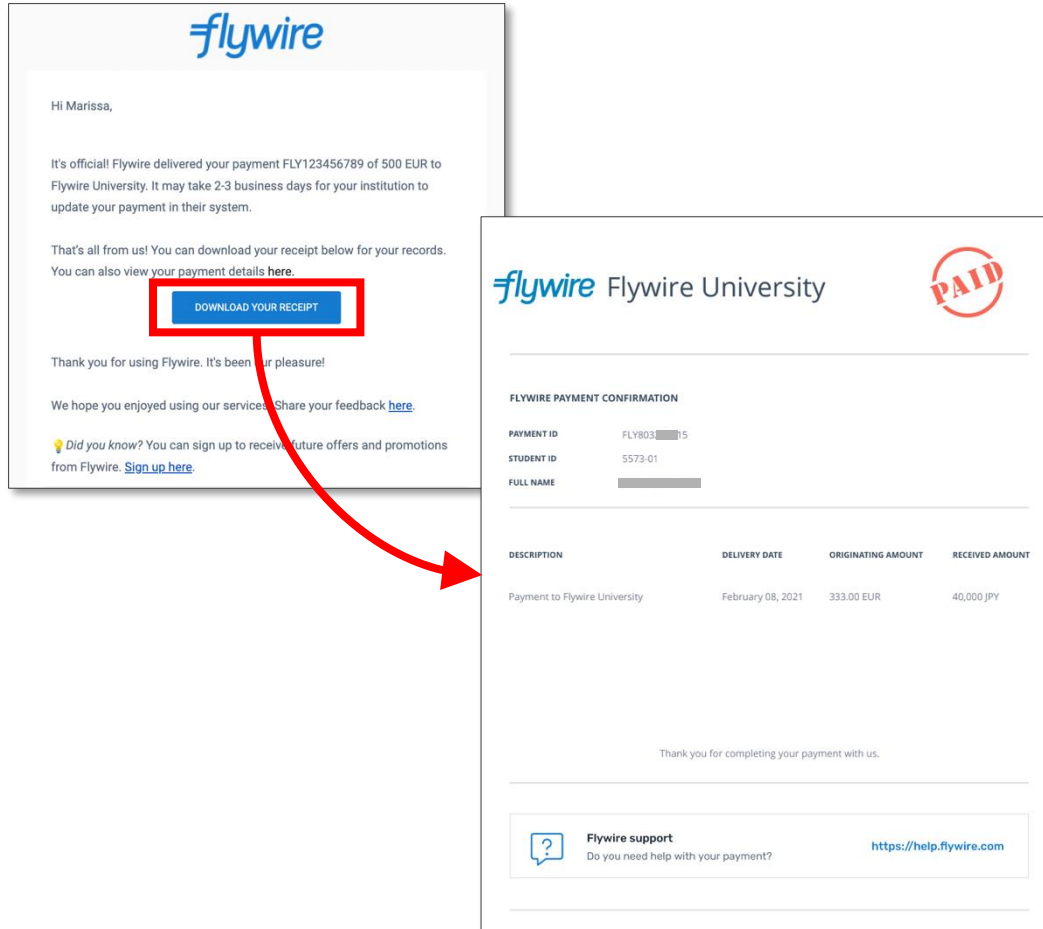 flywire
Hi Marissa,
It's official! Flywire delivered your payment FLY123456789 of 500 EUR to
Flywire University. It may take 2-3 business days for your institution to
update your payment in their system.
That's all from us! You can download your receipt below for your records.
You can also view your payment details here.
DOWNLOAD YOUR RECEIPT
Thank you for using Flywire. It's been our pleasure!
We hope you enjoyed using our services. Share your feedback here.
💡Did you know? You can sign up to receive future offers and promotions
from Flywire. Sign up here.
flywire Flywire University
PAID
FLYWIRE PAYMENT CONFIRMATION
PAYMENT ID FLY803 15
STUDENT ID 5573-01
FULL NAME
DESCRIPTION DELIVERY DATE ORIGINATING AMOUNT RECEIVED AMOUNT
Payment to Flywire University February 08, 2021 333.00 EUR 40,000 JPY
Thank you for completing your payment with us.
?
Flywire support
Do you need help with your payment?
https://help.flywire.com